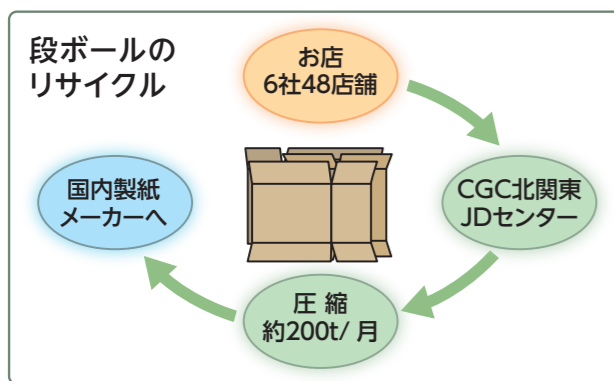 段ボールの
リサイクル
お店
6社48店舗
CGC北関東
JDセンター
圧 縮
約200t/ 月
国内製紙
メーカーへ